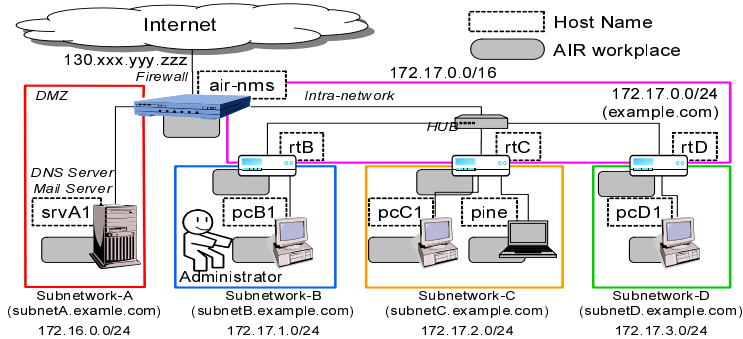 Internet
Host Name
AIR workplace
130.xxx.yyy.zzz
Firewall
172.17.0.0/16
DMZ
air-nms
Intra-network
172.17.0.0/24
(example.com)
HUB
rtB
rtC
rtD
DNS Server
Mail Server
srvA1
pcB1
pcC1
pine
pcD1
Administrator
Subnetwork-A
(subnetA.examle.com)
172.16.0.0/24
Subnetwork-B
(subnetB.example.com)
172.17.1.0/24
Subnetwork-C
(subnetC.example.com)
172.17.2.0/24
Subnetwork-D
(subnetD.example.com)
172.17.3.0/24